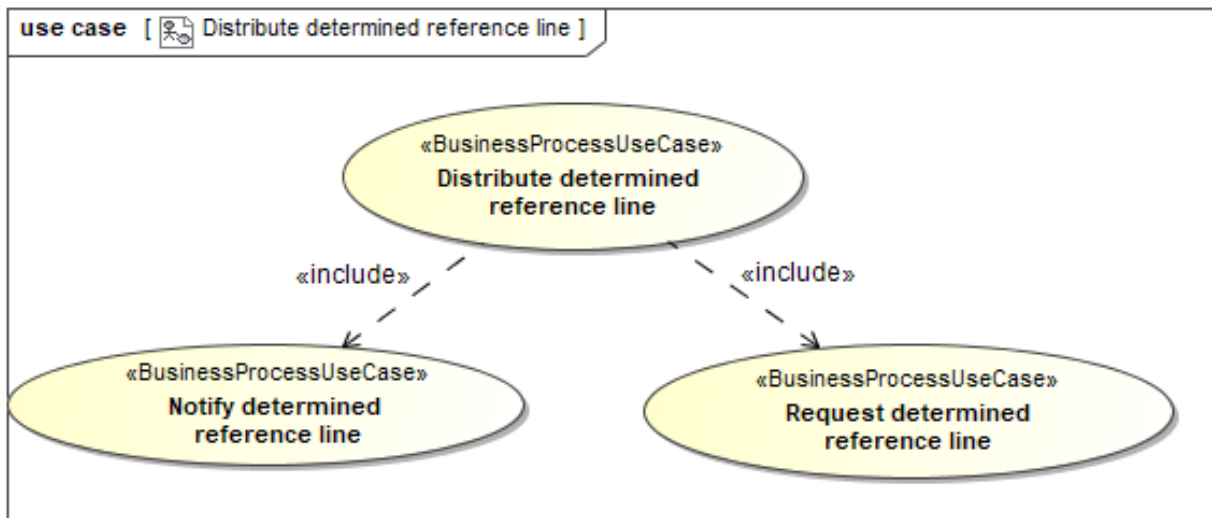 use case [ Distribute determined reference line ]
«BusinessProcessUseCase»
Distribute determined
reference line
«include»
«include»
«BusinessProcessUseCase»
Notify determined
reference line
«BusinessProcessUseCase»
Request determined
reference line